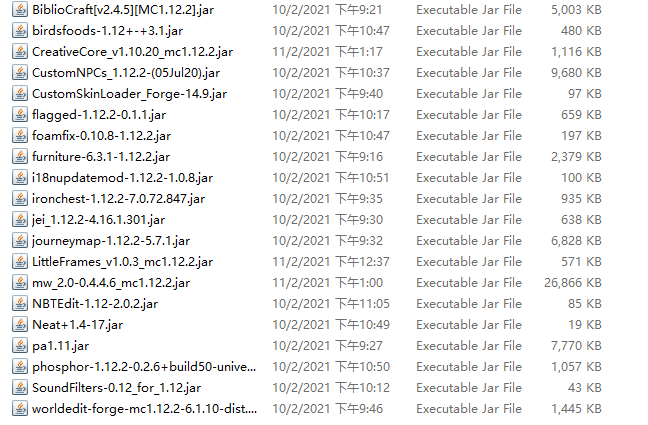 BiblioCraft[v2.4.5][MC1.12.2].jar 10/2/2021 下午9:21 Executable Jar File 5,003 KB
birdsfoods-1.12+-+3.1.jar 10/2/2021 下午10:47 Executable Jar File 480 KB
CreativeCore_v1.10.20_mc1.12.2.jar 11/2/2021 下午1:17 Executable Jar File 1,116 KB
CustomNPCs_1.12.2-(05Jul20).jar 10/2/2021 下午10:37 Executable Jar File 9,680 KB
CustomSkinLoader_Forge-14.9.jar 10/2/2021 下午9:40 Executable Jar File 97 KB
flagged-1.12.2-0.1.1.jar 10/2/2021 下午10:17 Executable Jar File 659 KB
foamfix-0.10.8-1.12.2.jar 10/2/2021 下午10:47 Executable Jar File 197 KB
furniture-6.3.1-1.12.2.jar 10/2/2021 下午9:16 Executable Jar File 2,379 KB
i18nupdatemod-1.12.2-1.0.8.jar 10/2/2021 下午10:51 Executable Jar File 100 KB
ironchest-1.12.2-7.0.72.847.jar 10/2/2021 下午9:35 Executable Jar File 935 KB
jei_1.12.2-4.16.1.301.jar 10/2/2021 下午9:30 Executable Jar File 638 KB
journeymap-1.12.2-5.7.1.jar 10/2/2021 下午9:32 Executable Jar File 6,828 KB
LittleFrames_v1.0.3_mc1.12.2.jar 11/2/2021 下午12:37 Executable Jar File 571 KB
mw_2.0-0.4.4.6_mc1.12.2.jar 11/2/2021 下午1:00 Executable Jar File 26,866 KB
NBTEdit-1.12-2.0.2.jar 10/2/2021 下午11:05 Executable Jar File 85 KB
Neat+1.4-17.jar 10/2/2021 下午10:49 Executable Jar File 19 KB
pa1.11.jar 10/2/2021 下午9:27 Executable Jar File 7,770 KB
phosphor-1.12.2-0.2.6+build50-unive... 10/2/2021 下午10:50 Executable Jar File 1,057 KB
SoundFilters-0.12_for_1.12.jar 10/2/2021 下午10:12 Executable Jar File 43 KB
worldedit-forge-mc1.12.2-6.1.10-dist.... 10/2/2021 下午9:46 Executable Jar File 1,445 KB